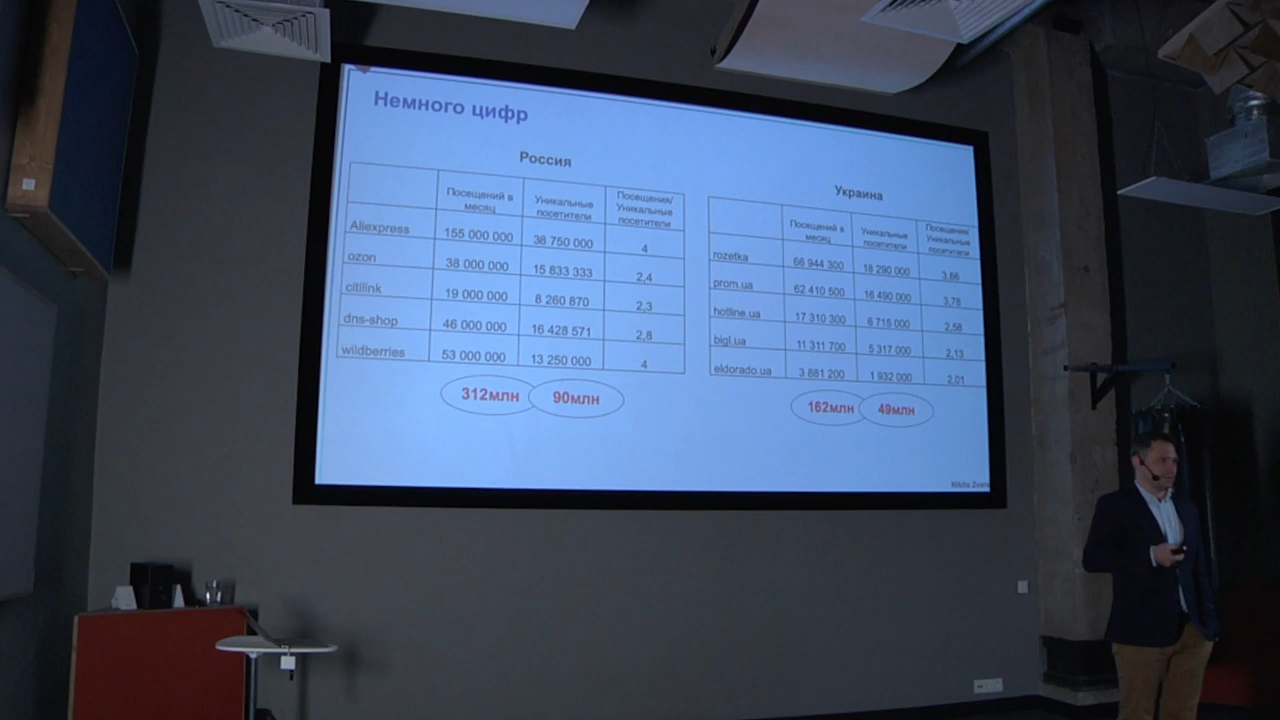 Немного цифр
Россия
Посещений в месяц Уникальные посетители Посещения/Уникальные посетители
Aliexpress 155 000 000 38 750 000 4
ozon 38 000 000 15 833 333 2,4
citilink 19 000 000 8 260 870 2,3
dns-shop 46 000 000 16 428 571 2,8
wildberries 53 000 000 13 250 000 4
312млн 90млн
Украина
Посещений в месяц Уникальные посетители Посещения/Уникальные посетители
rozetka 66 944 300 18 290 000 3,66
prom.ua 62 410 500 16 490 000 3,78
hotline.ua 17 310 300 6 715 000 2,58
bigl.ua 11 311 700 5 317 000 2,13
eldorado.ua 3 881 200 1 932 000 2,01
162млн 49млн
Nikita